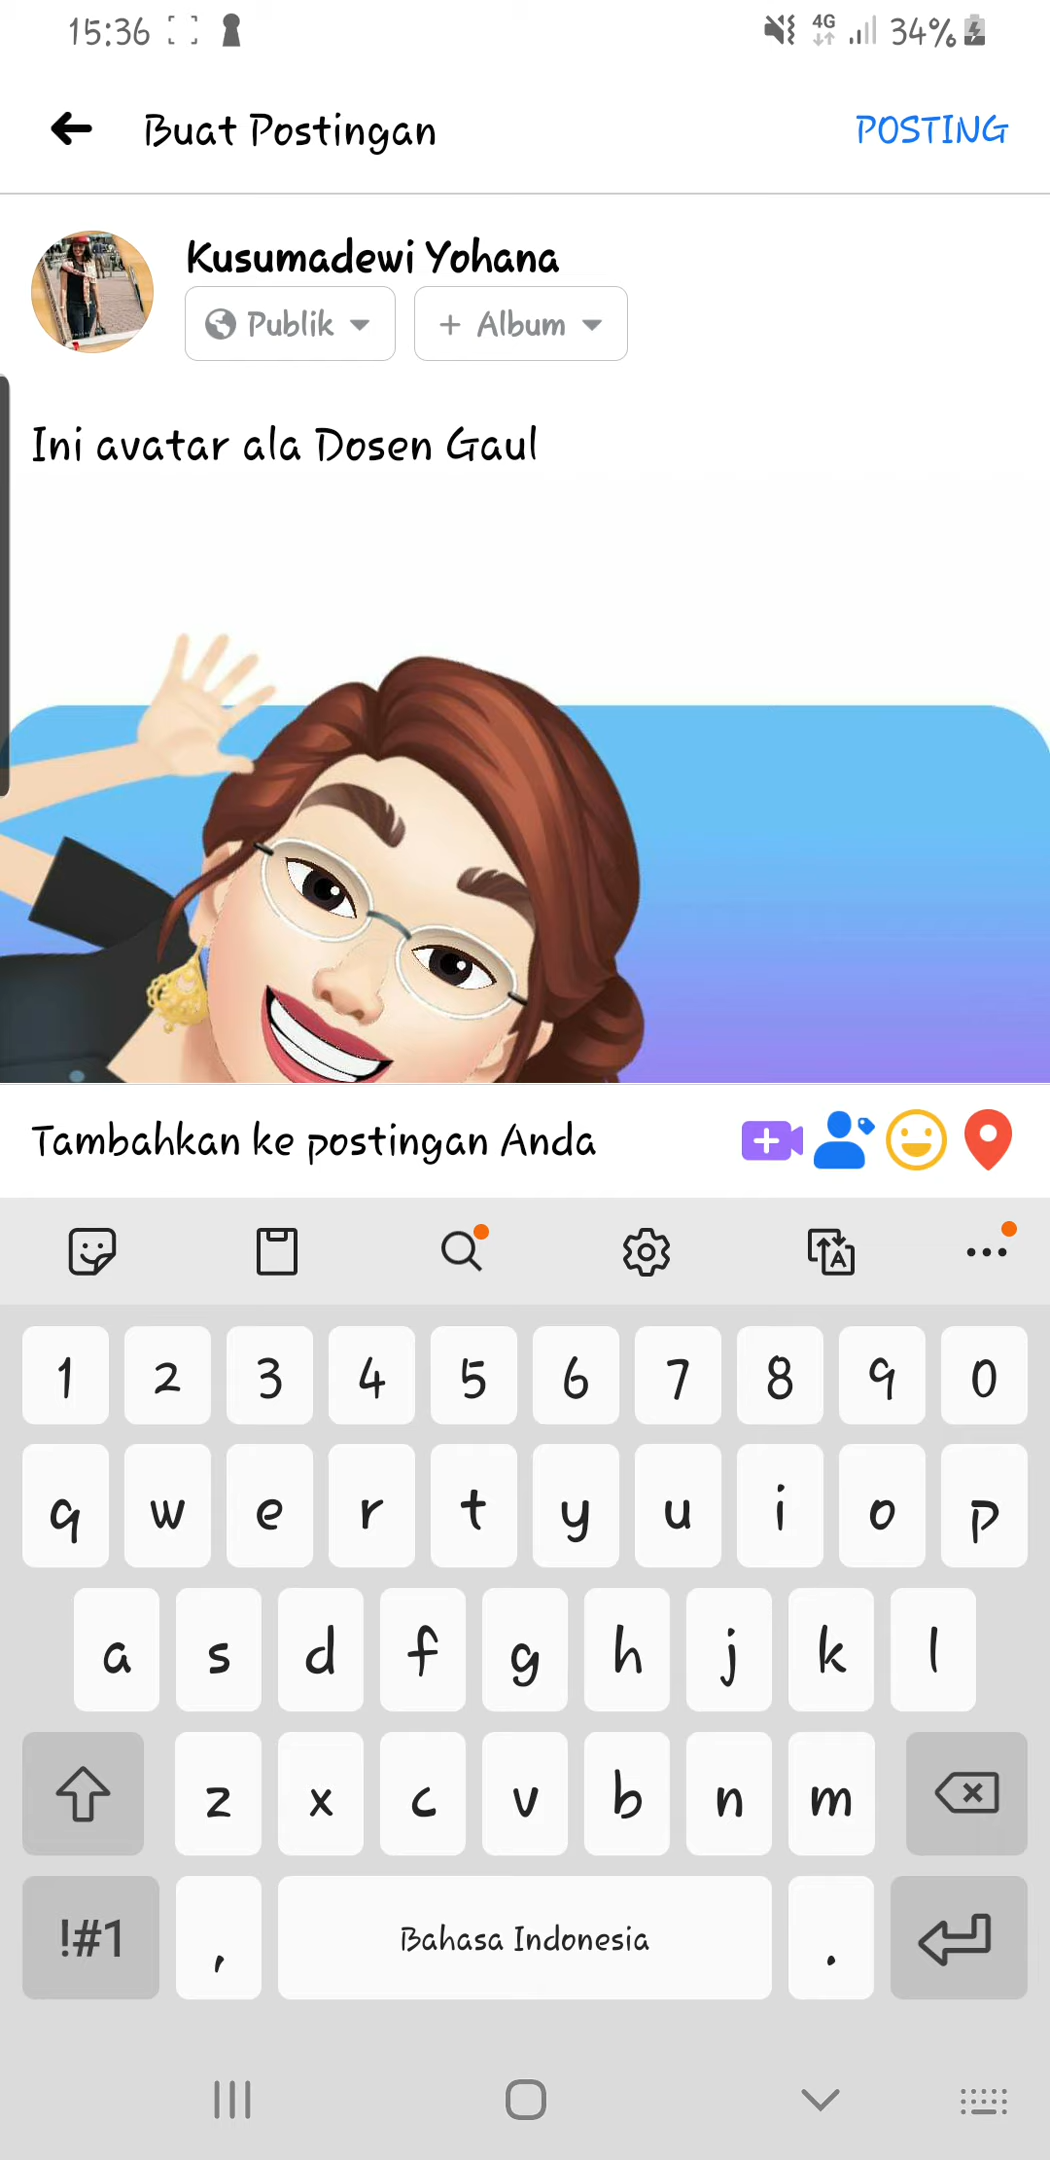 15:36 4G 34%
Buat Postingan POSTING
Kusumadewi Yohana
Publik + Album
Ini avatar ala Dosen Gaul
Tambahkan ke postingan Anda
1 2 3 4 5 6 7 8 9 0
q w e r t y u i o p
a s d f g h j k l
z x c v b n m
!#1 , Bahasa Indonesia .